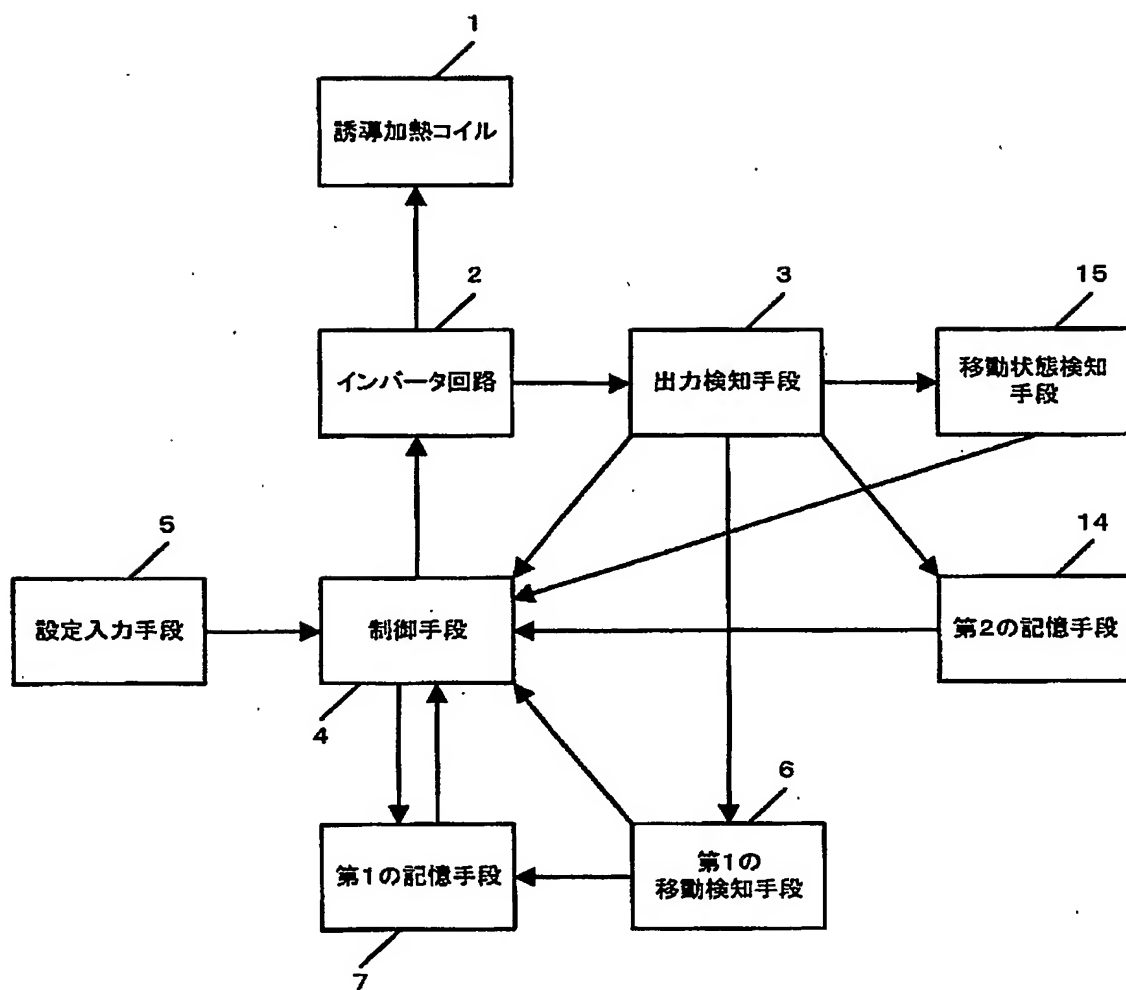 1
誘導加熱コイル
2
3
15
インバータ回路
出力検知手段
移動状態検知
手段
5
14
設定入力手段
制御手段
第2の記憶手段
4
6
第1の記憶手段
第1の
移動検知手段
7